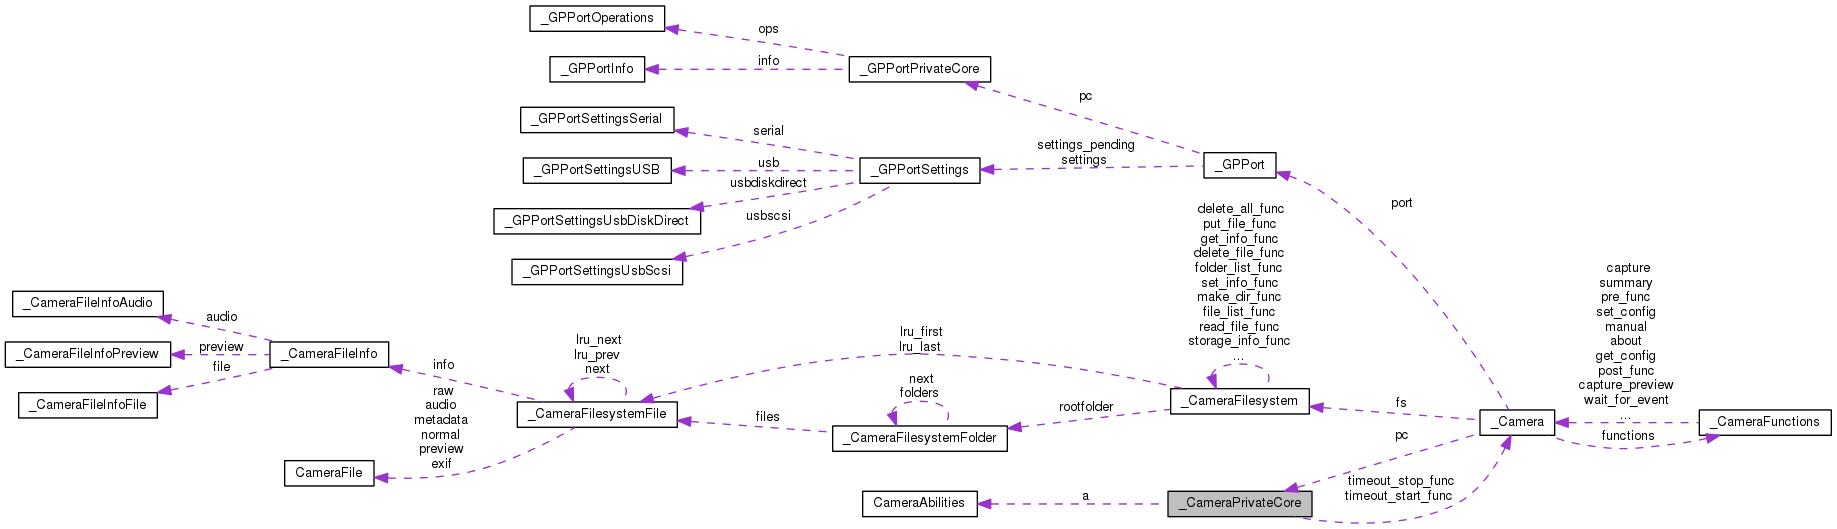 _GPPortOperations
ops
_GPPortInfo
info
_GPPortPrivateCore
pc
_GPPortSettingsSerial
serial
_GPPortSettingsUSB
usb
_GPPortSettings
settings_pending
settings
_GPPort
usbdiskdirect
_GPPortSettingsUsbDiskDirect
usbscsi
_GPPortSettingsUsbScsi
port
delete_all_func
put_file_func
get_info_func
delete_file_func
folder_list_func
set_info_func
make_dir_func
file_list_func
read_file_func
storage_info_func
...
capture
summary
pre_func
set_config
manual
about
get_config
post_func
capture_preview
wait_for_event
...
_CameraFileInfoAudio
audio
_CameraFileInfoPreview
preview
_CameraFileInfo
file
_CameraFileInfoFile
info
raw
audio
metadata
normal
preview
exif
lru_next
lru_prev
next
_CameraFilesystemFile
CameraFile
lru_first
lru_last
next
folders
files
_CameraFilesystemFolder
rootfolder
_CameraFilesystem
fs
_Camera
functions
_CameraFunctions
pc
timeout_stop_func
timeout_start_func
CameraAbilities
a
_CameraPrivateCore